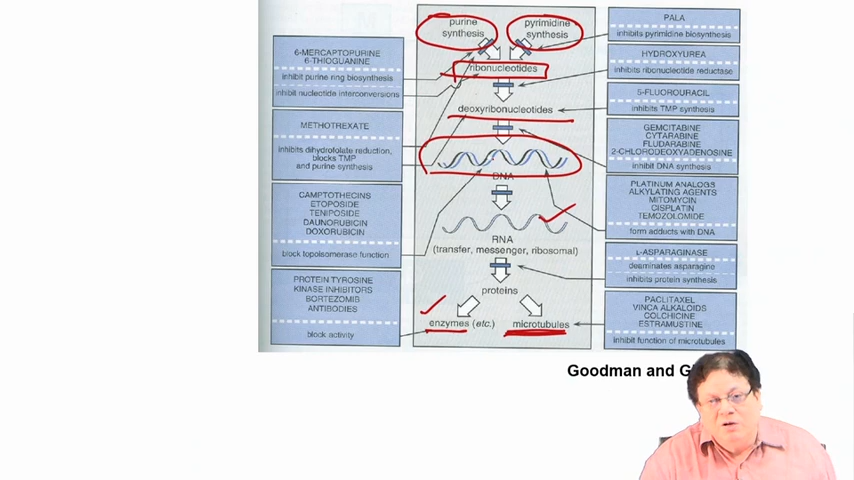 purine
synthesis
pyrimidine
synthesis
ribonucleotides
deoxyribonucleotides
DNA
RNA
(transfer, messenger, ribosomal)
proteins
enzymes (etc.)
microtubules
6-MERCAPTOPURINE
6-THIOGUANINE
inhibit purine ring biosynthesis
inhibit nucleotide interconversions
METHOTREXATE
inhibits dihydrofolate reduction,
blocks TMP
and purine synthesis
CAMPTOTHECINS
ETOPOSIDE
TENIPOSIDE
DAUNORUBICIN
DOXORUBICIN
block topoisomerase function
PROTEIN TYROSINE
KINASE INHIBITORS
BORTEZOMIB
ANTIBODIES
block activity
PALA
inhibits pyrimidine biosynthesis
HYDROXYUREA
inhibits ribonucleotide reductase
5-FLUOROURACIL
inhibits TMP synthesis
GEMCITABINE
CYTARABINE
FLUDARABINE
2-CHLORODEOXYADENOSINE
inhibit DNA synthesis
PLATINUM ANALOGS
ALKYLATING AGENTS
MITOMYCIN
CISPLATIN
TEMOZOLOMIDE
form adducts with DNA
L-ASPARAGINASE
deaminates asparagine
inhibits protein synthesis
PACLITAXEL
VINCA ALKALOIDS
COLCHICINE
ESTRAMUSTINE
inhibit function of microtubules
Goodman and G